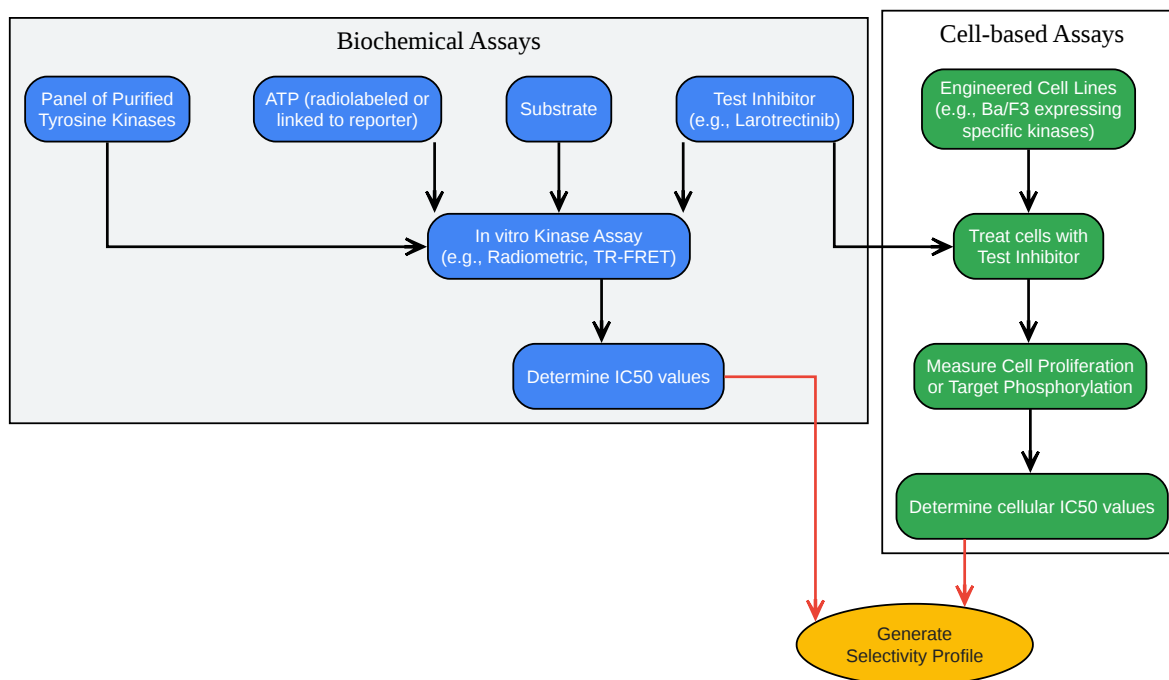 Biochemical Assays
Panel of Purified
Tyrosine Kinases
ATP (radiolabeled or
linked to reporter)
Substrate
Test Inhibitor
(e.g., Larotrectinib)
In vitro Kinase Assay
(e.g., Radiometric, TR-FRET)
Determine IC50 values
Cell-based Assays
Engineered Cell Lines
(e.g., Ba/F3 expressing
specific kinases)
Treat cells with
Test Inhibitor
Measure Cell Proliferation
or Target Phosphorylation
Determine cellular IC50 values
Generate
Selectivity Profile